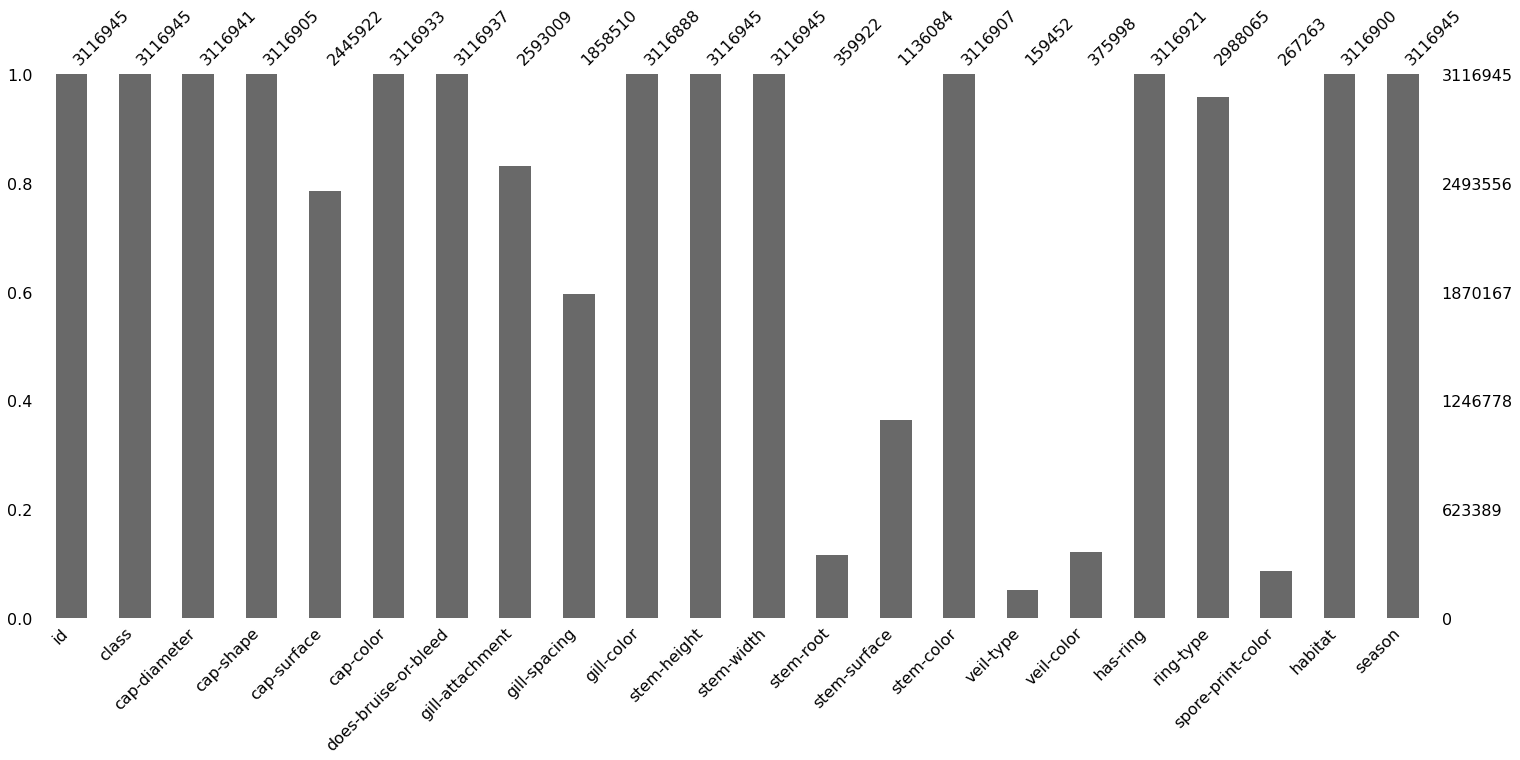 3116945
3116945
3116941
3116905
2445922
3116933
3116937
2593009
1858510
3116888
3116945
3116945
359922
1136084
3116907
159452
375998
3116921
2988065
267263
3116900
3116945
1.0
0.8
0.6
0.4
0.2
0.0
3116945
2493556
1870167
1246778
623389
0
id
class
cap-diameter
cap-shape
cap-surface
cap-color
does-bruise-or-bleed
gill-attachment
gill-spacing
gill-color
stem-height
stem-width
stem-root
stem-surface
stem-color
veil-type
veil-color
has-ring
ring-type
spore-print-color
habitat
season